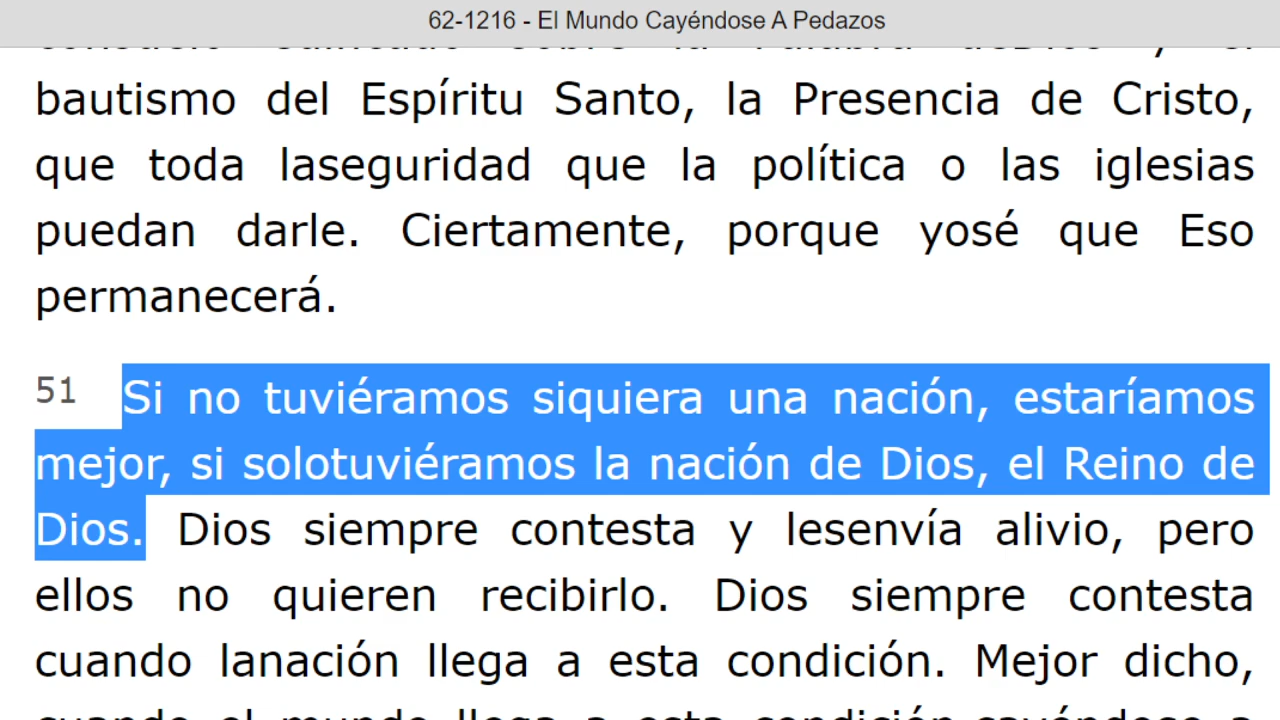 62-1216 - El Mundo Cayéndose A Pedazos
bautismo del Espíritu Santo, la Presencia de Cristo,
que toda laseguridad que la política o las iglesias
puedan darle. Ciertamente, porque yosé que Eso
permanecerá.
51 Si no tuviéramos siquiera una nación, estaríamos
mejor, si solotuviéramos la nación de Dios, el Reino de
Dios. Dios siempre contesta y lesenvía alivio, pero
ellos no quieren recibirlo. Dios siempre contesta
cuando lanación llega a esta condición. Mejor dicho,